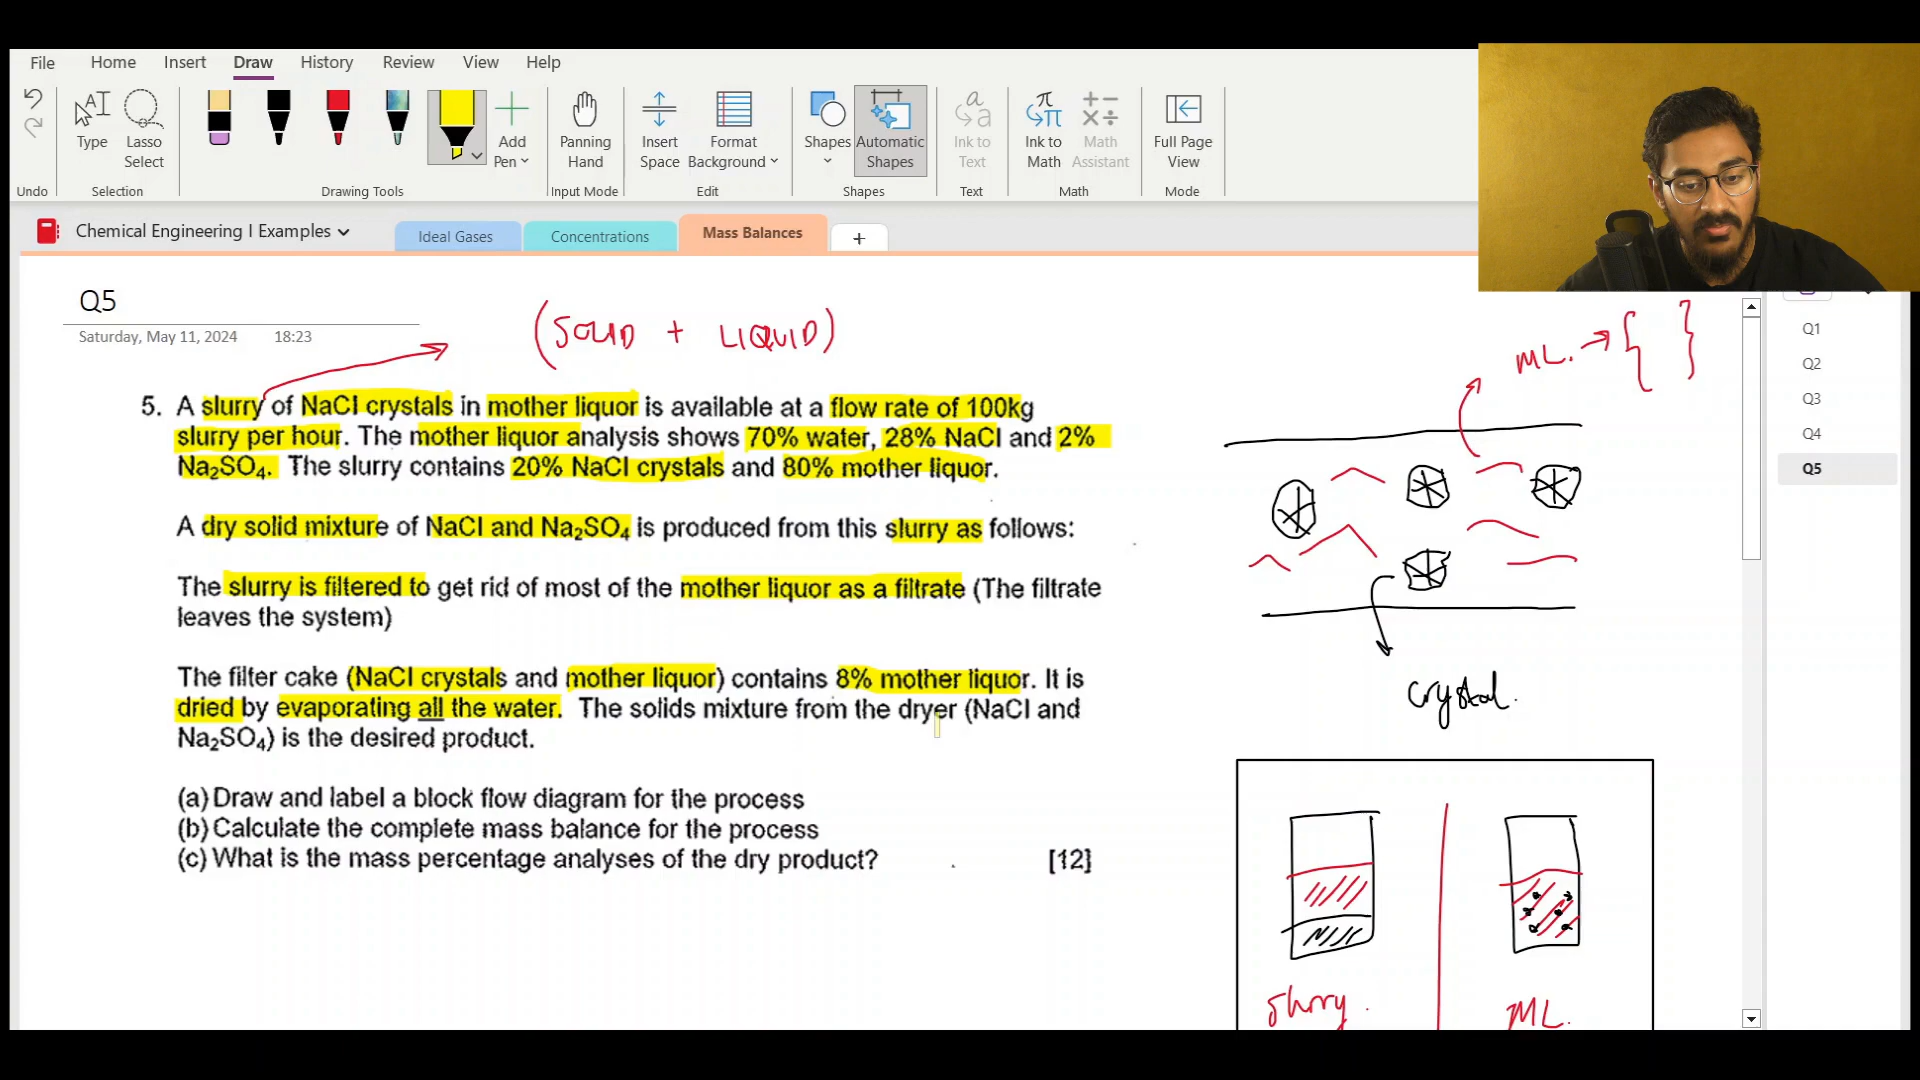 File Home Insert Draw History Review View Help
Type Lasso Select Add Pen Panning Hand Insert Space Format Background Shapes Automatic Shapes Ink to Text Ink to Math Math Assistant Full Page View
Undo Selection Drawing Tools Input Mode Edit Shapes Text Math Mode
Chemical Engineering I Examples Ideal Gases Concentrations Mass Balances +
Q5
Saturday, May 11, 2024 18:23
(SOLID + LIQUID)
5. A slurry of NaCl crystals in mother liquor is available at a flow rate of 100kg
slurry per hour. The mother liquor analysis shows 70% water, 28% NaCl and 2%
Na₂SO₄. The slurry contains 20% NaCl crystals and 80% mother liquor.
A dry solid mixture of NaCl and Na₂SO₄ is produced from this slurry as follows:
The slurry is filtered to get rid of most of the mother liquor as a filtrate (The filtrate
leaves the system)
The filter cake (NaCl crystals and mother liquor) contains 8% mother liquor. It is
dried by evaporating all the water. The solids mixture from the dryer (NaCl and
Na₂SO₄) is the desired product.
(a) Draw and label a block flow diagram for the process
(b) Calculate the complete mass balance for the process
(c) What is the mass percentage analyses of the dry product? [12]
ML. → { }
crystal.
slurry.
ML.
Q1
Q2
Q3
Q4
Q5